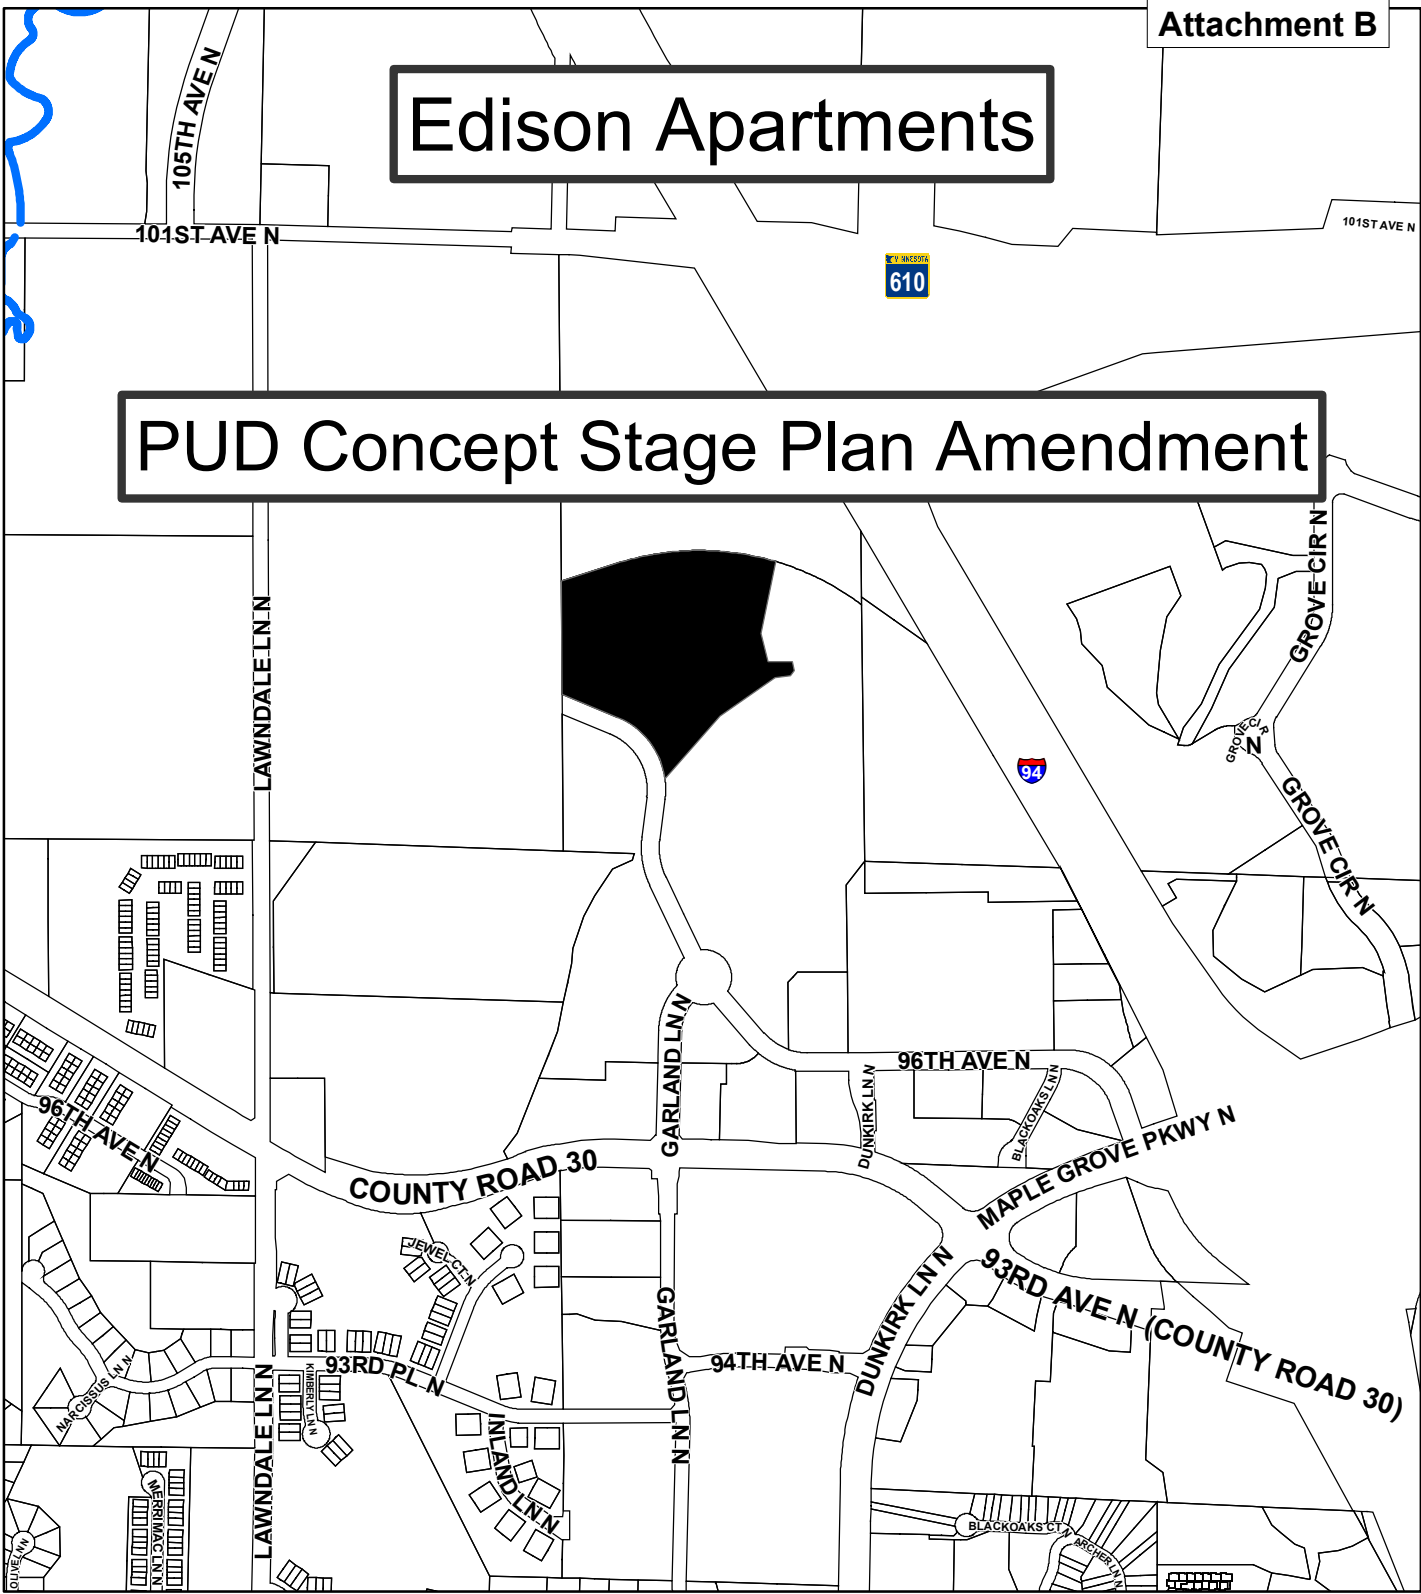 Attachment B
Edison Apartments
105TH AVE N
101ST AVE N
101ST AVE N
MINNESOTA
610
PUD Concept Stage Plan Amendment
GROVE CIR N
LAWNDALE LN N
GROVE CIR
N
94
GROVE CIR N
GARLAND LN N
96TH AVE N
DUNKIRK LN N
BLACKOAKS LN N
96TH AVE N
MAPLE GROVE PKWY N
COUNTY ROAD 30
JEWEL CT N
93RD AVE N (COUNTY ROAD 30)
DUNKIRK LN N
GARLAND LN N
94TH AVE N
93RD PL N
KIMBERLY LN N
NARCISSUS LN N
LAWNDALE LN N
INLAND LN N
MERRIMAC LN N
OLIVE LN N
BLACKOAKS CT N
ARCHER LN N